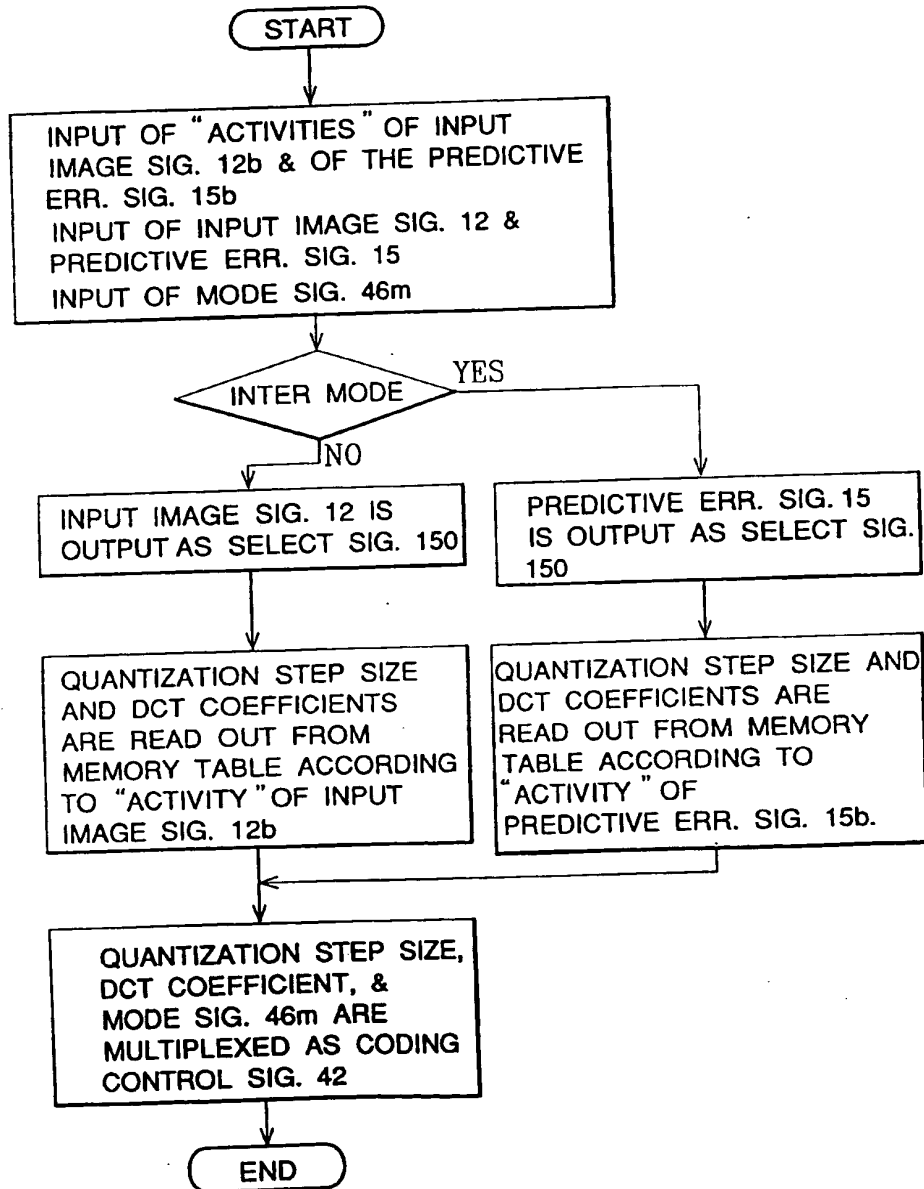 START
INPUT OF "ACTIVITIES" OF INPUT
IMAGE SIG. 12b & OF THE PREDICTIVE
ERR. SIG. 15b
INPUT OF INPUT IMAGE SIG. 12 &
PREDICTIVE ERR. SIG. 15
INPUT OF MODE SIG. 46m
INTER MODE
YES
NO
INPUT IMAGE SIG. 12 IS
OUTPUT AS SELECT SIG. 150
PREDICTIVE ERR. SIG. 15
IS OUTPUT AS SELECT SIG.
150
QUANTIZATION STEP SIZE
AND DCT COEFFICIENTS
ARE READ OUT FROM
MEMORY TABLE ACCORDING
TO "ACTIVITY" OF INPUT
IMAGE SIG. 12b
QUANTIZATION STEP SIZE AND
DCT COEFFICIENTS ARE
READ OUT FROM MEMORY
TABLE ACCORDING TO
"ACTIVITY" OF
PREDICTIVE ERR. SIG. 15b.
QUANTIZATION STEP SIZE,
DCT COEFFICIENT, &
MODE SIG. 46m ARE
MULTIPLEXED AS CODING
CONTROL SIG. 42
END